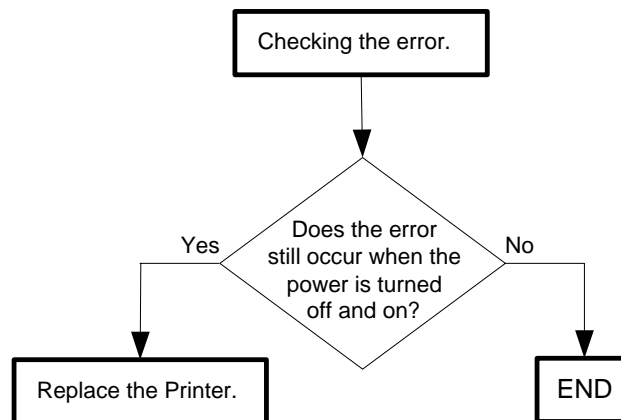 Checking the error.
Does the error
still occur when the
power is turned
off and on?
Yes
No
Replace the Printer.
END